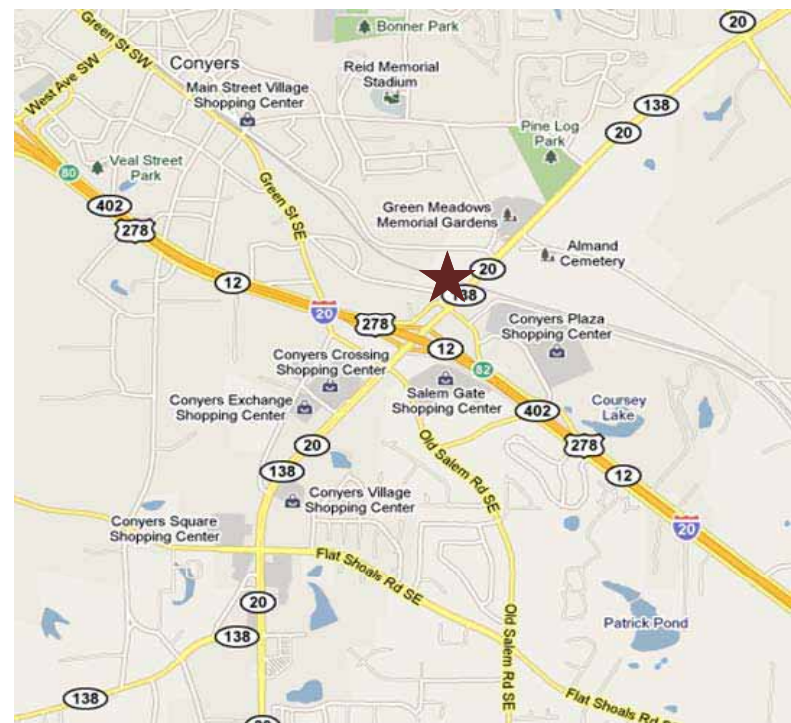 Bonner Park
20
Green St SW
Conyers
Reid Memorial
Stadium
West Ave SW
Main Street Village
Shopping Center
138
20
Pine Log
Park
80
Veal Street
Park
Green St SE
402
278
Green Meadows
Memorial Gardens
Almand
Cemetery
20
12
138
20
278
Conyers Plaza
Shopping Center
12
Conyers Crossing
Shopping Center
82
Conyers Exchange
Shopping Center
Salem Gate
Shopping Center
402
Coursey
Lake
20
Old Salem Rd SE
278
138
12
Conyers Village
Shopping Center
Conyers Square
Shopping Center
20
Flat Shoals Rd SE
20
Old Salem Rd SE
138
Patrick Pond
138
Flat Shoals Rd